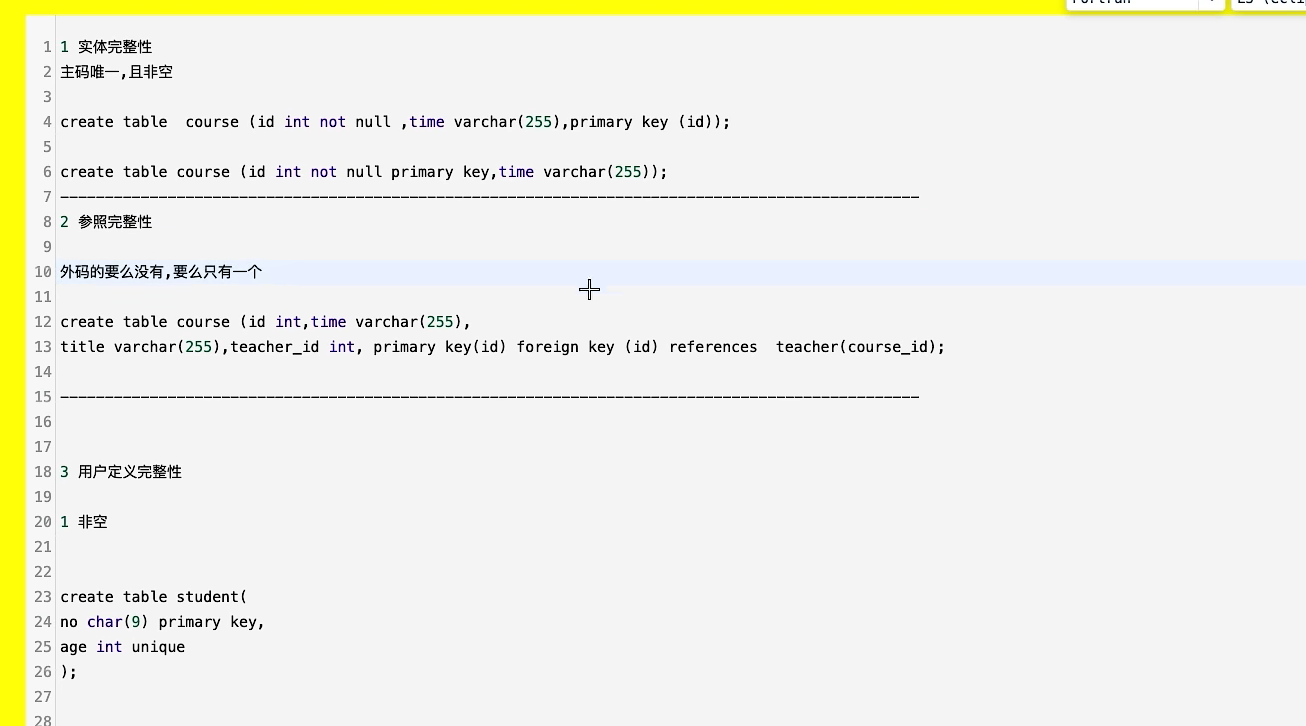 1 1 实体完整性
2 主码唯一,且非空
3
4 create table  course (id int not null ,time varchar(255),primary key (id));
5
6 create table course (id int not null primary key,time varchar(255));
7 ------------------------------------------------------------------------------------------------
8 2 参照完整性
9
10 外码的要么没有,要么只有一个
11
12 create table course (id int,time varchar(255),
13 title varchar(255),teacher_id int, primary key(id) foreign key (id) references  teacher(course_id);
14
15 ------------------------------------------------------------------------------------------------
16
17
18 3 用户定义完整性
19
20 1 非空
21
22
23 create table student(
24 no char(9) primary key,
25 age int unique
26 );
27
28